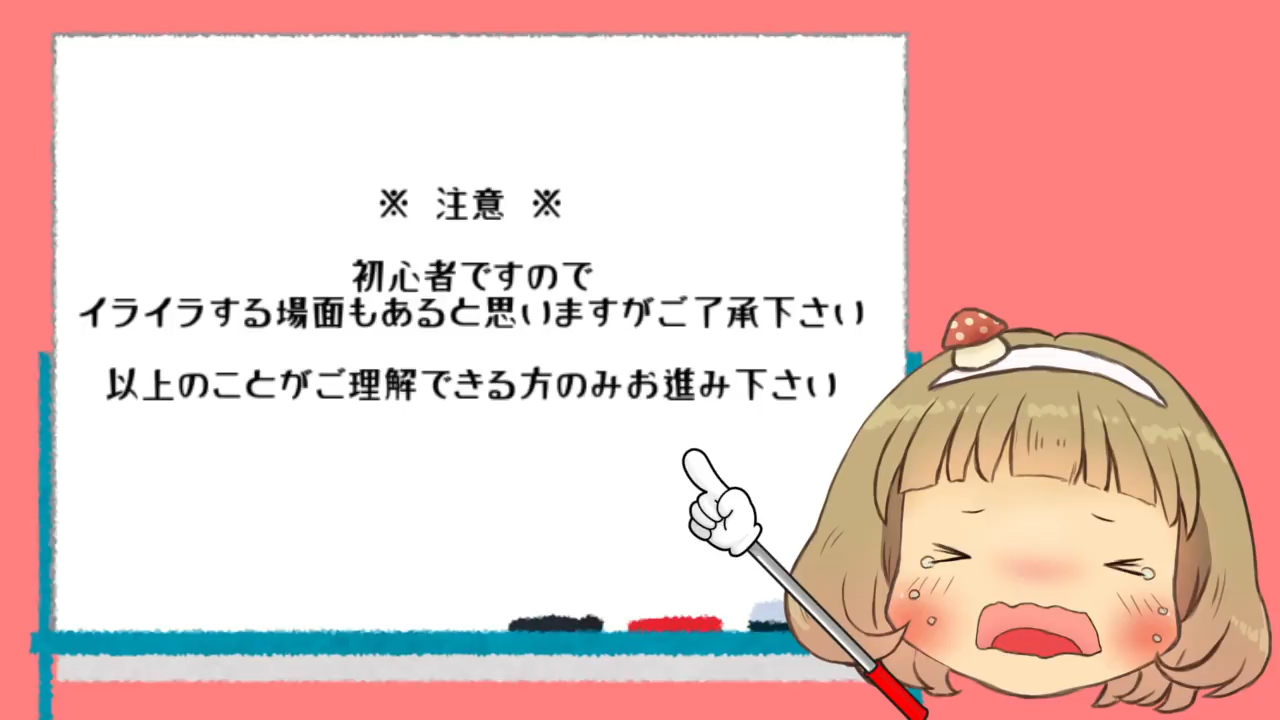 ※ 注意 ※
初心者ですので
イライラする場面もあると思いますがご了承下さい
以上のことがご理解できる方のみお進み下さい